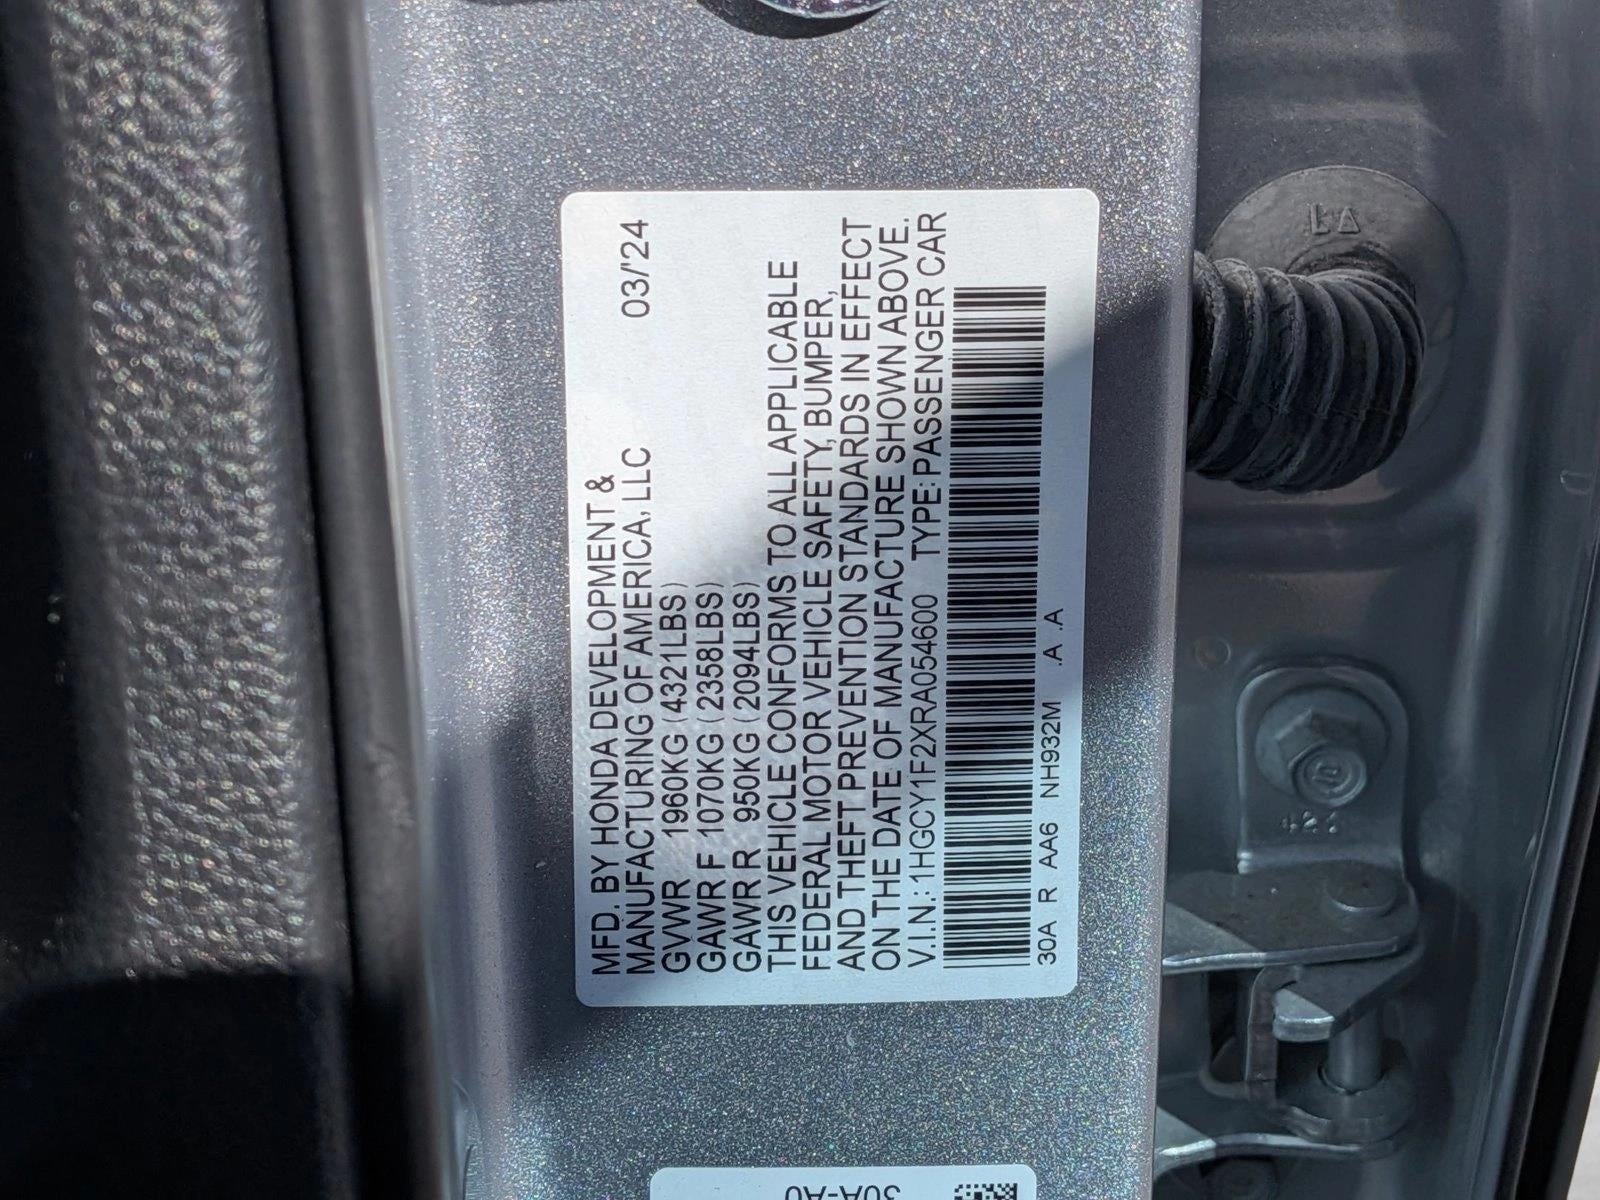 MFD. BY HONDA DEVELOPMENT &
MANUFACTURING OF AMERICA, LLC 03/'24
GVWR 1960KG ( 4321LBS)
GAWR F 1070KG ( 2358LBS)
GAWR R 950KG ( 2094LBS)
THIS VEHICLE CONFORMS TO ALL APPLICABLE
FEDERAL MOTOR VEHICLE SAFETY, BUMPER,
AND THEFT PREVENTION STANDARDS IN EFFECT
ON THE DATE OF MANUFACTURE SHOWN ABOVE.
V.I.N.: 1HGCY1F2XRA054600 TYPE: PASSENGER CAR
30A R AA6 NH932M .A .A
30A-A0